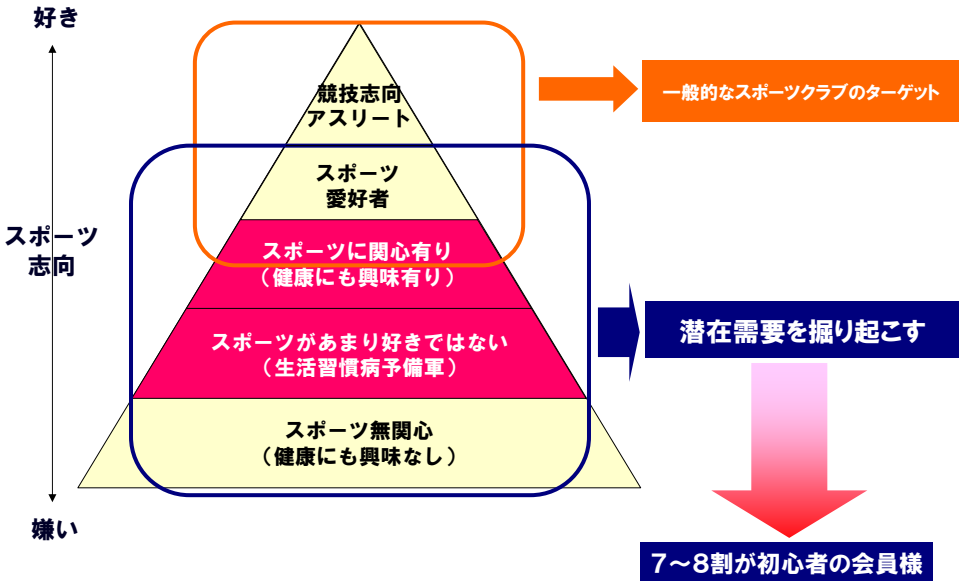 好き
競技志向
アスリート
一般的なスポーツクラブのターゲット
スポーツ
愛好者
スポーツ
志向
スポーツに関心有り
(健康にも興味有り)
潜在需要を掘り起こす
スポーツがあまり好きではない
(生活習慣病予備軍)
スポーツ無関心
(健康にも興味なし)
嫌い
7~8割が初心者の会員様